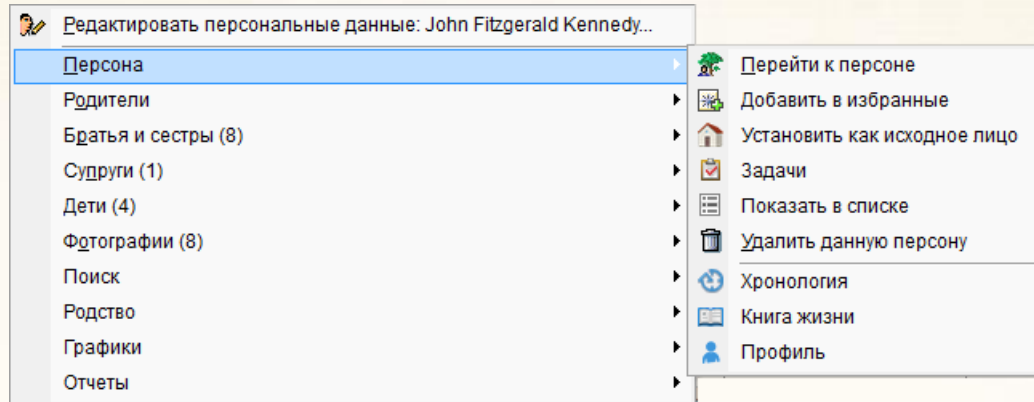 Редактировать персональные данные: John Fitzgerald Kennedy...
Персона
Родители
Братья и сестры (8)
Супруги (1)
Дети (4)
Фотографии (8)
Поиск
Родство
Графики
Отчеты
Перейти к персоне
Добавить в избранные
Установить как исходное лицо
Задачи
Показать в списке
Удалить данную персону
Хронология
Книга жизни
Профиль